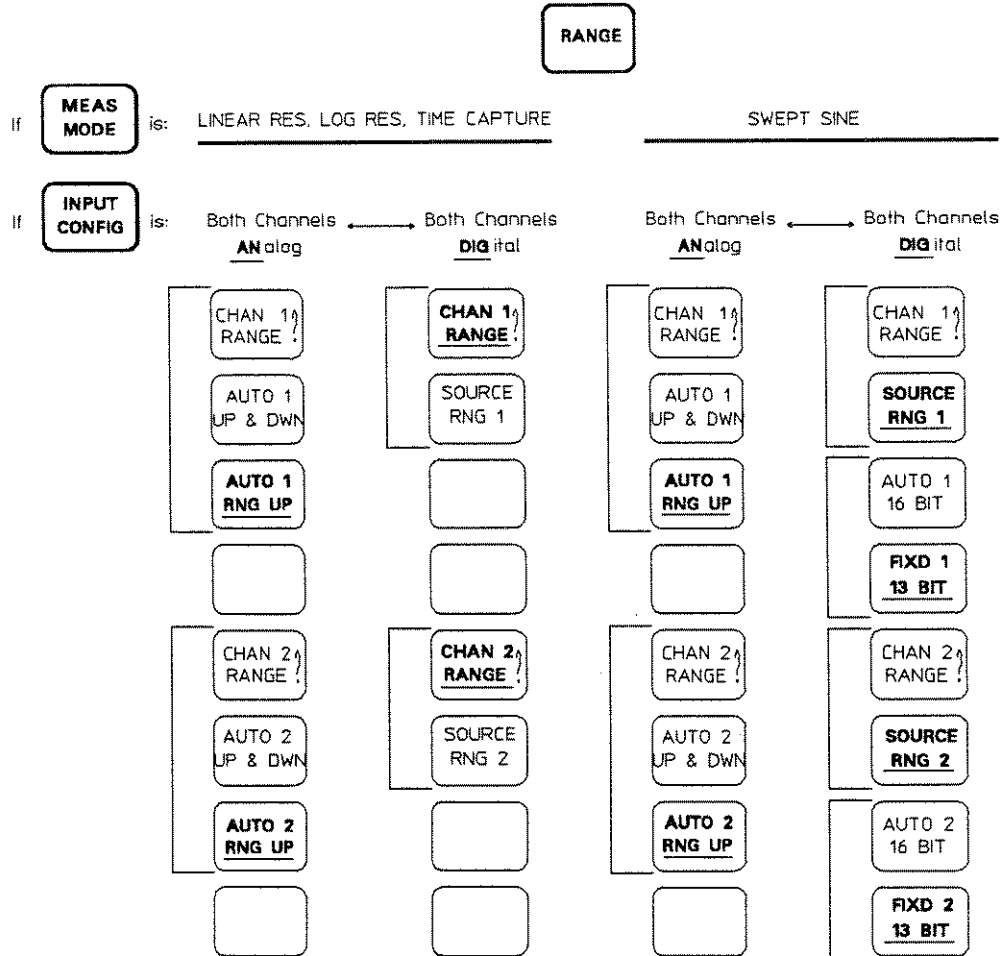 RANGE
If MEAS MODE is: LINEAR RES, LOG RES, TIME CAPTURE SWEPT SINE
If INPUT CONFIG is: Both Channels ANalog Both Channels DIGital Both Channels ANalog Both Channels DIGital
CHAN 1 RANGE ?
AUTO 1 UP & DWN
AUTO 1 RNG UP
CHAN 2 RANGE ?
AUTO 2 UP & DWN
AUTO 2 RNG UP
CHAN 1 RANGE ?
SOURCE RNG 1
CHAN 2 RANGE ?
SOURCE RNG 2
CHAN 1 RANGE ?
AUTO 1 UP & DWN
AUTO 1 RNG UP
CHAN 2 RANGE ?
AUTO 2 UP & DWN
AUTO 2 RNG UP
CHAN 1 RANGE ?
SOURCE RNG 1
AUTO 1 16 BIT
FIXD 1 13 BIT
CHAN 2 RANGE ?
SOURCE RNG 2
AUTO 2 16 BIT
FIXD 2 13 BIT